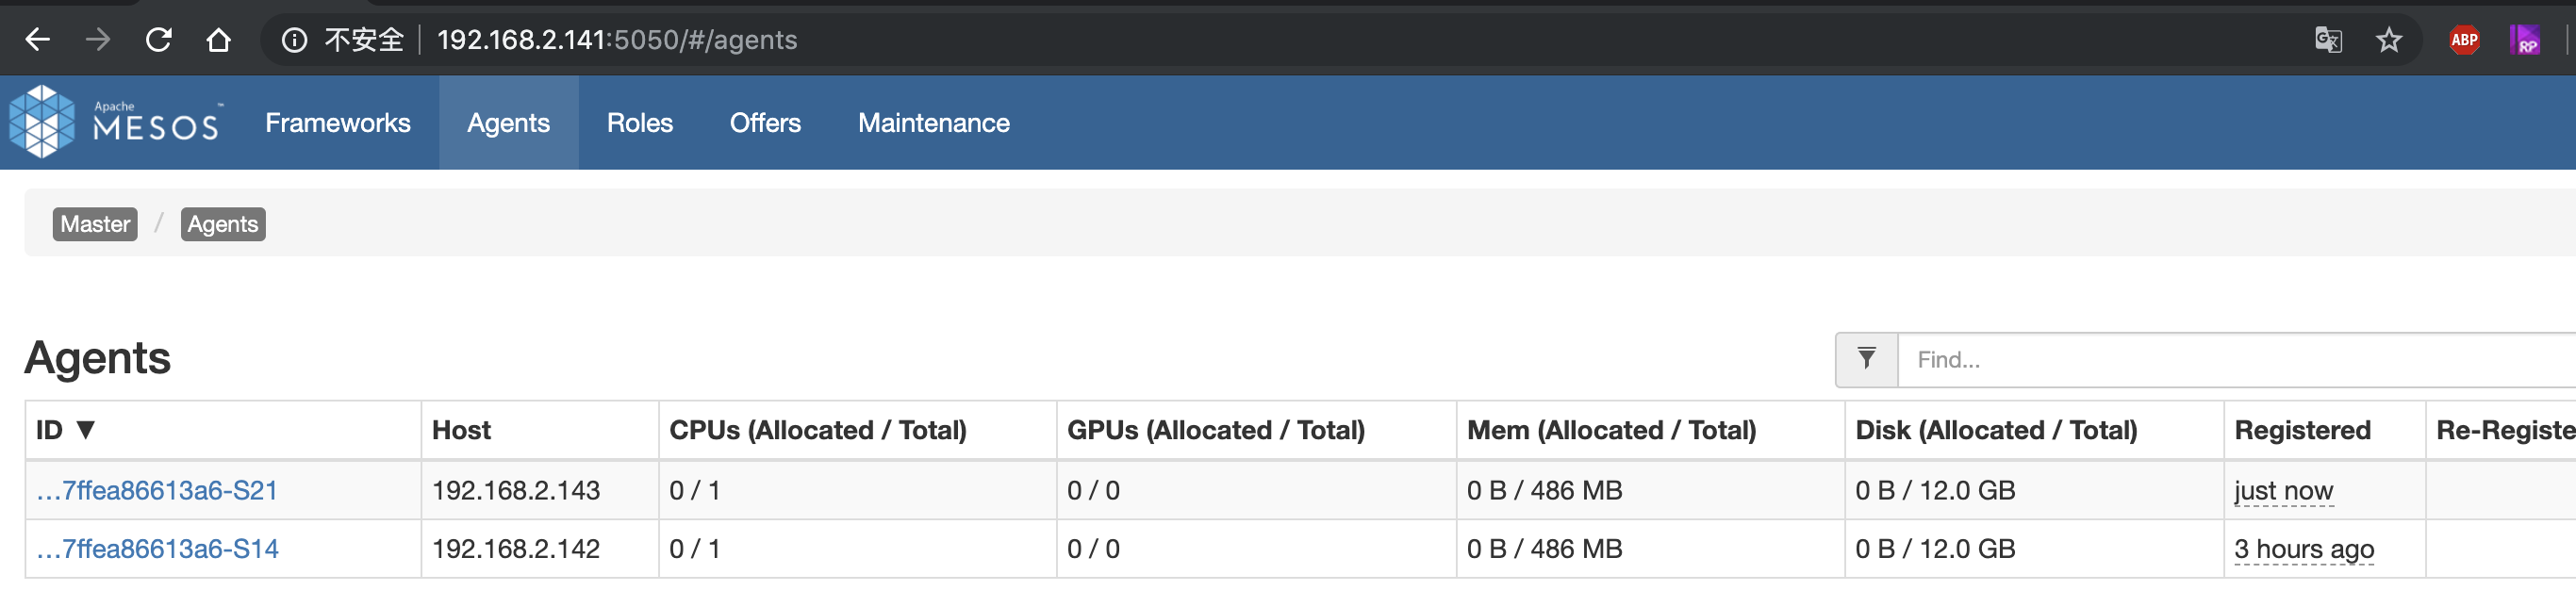 不安全 192.168.2.141:5050/#/agents ABP RP
Apache MESOS™ Frameworks Agents Roles Offers Maintenance
Master / Agents
Agents Find...
ID ▼ Host CPUs (Allocated / Total) GPUs (Allocated / Total) Mem (Allocated / Total) Disk (Allocated / Total) Registered Re-Registe
…7ffea86613a6-S21 192.168.2.143 0 / 1 0 / 0 0 B / 486 MB 0 B / 12.0 GB just now
…7ffea86613a6-S14 192.168.2.142 0 / 1 0 / 0 0 B / 486 MB 0 B / 12.0 GB 3 hours ago